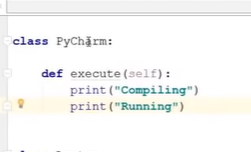 class PyCharm:
def execute(self):
print("Compiling")
print("Running")